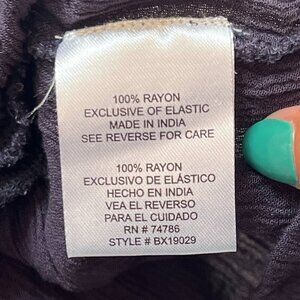 100% RAYON
EXCLUSIVE OF ELASTIC
MADE IN INDIA
SEE REVERSE FOR CARE
100% RAYON
EXCLUSIVO DE ELÁSTICO
HECHO EN INDIA
VEA EL REVERSO
PARA EL CUIDADO
RN # 74786
STYLE # BX19029